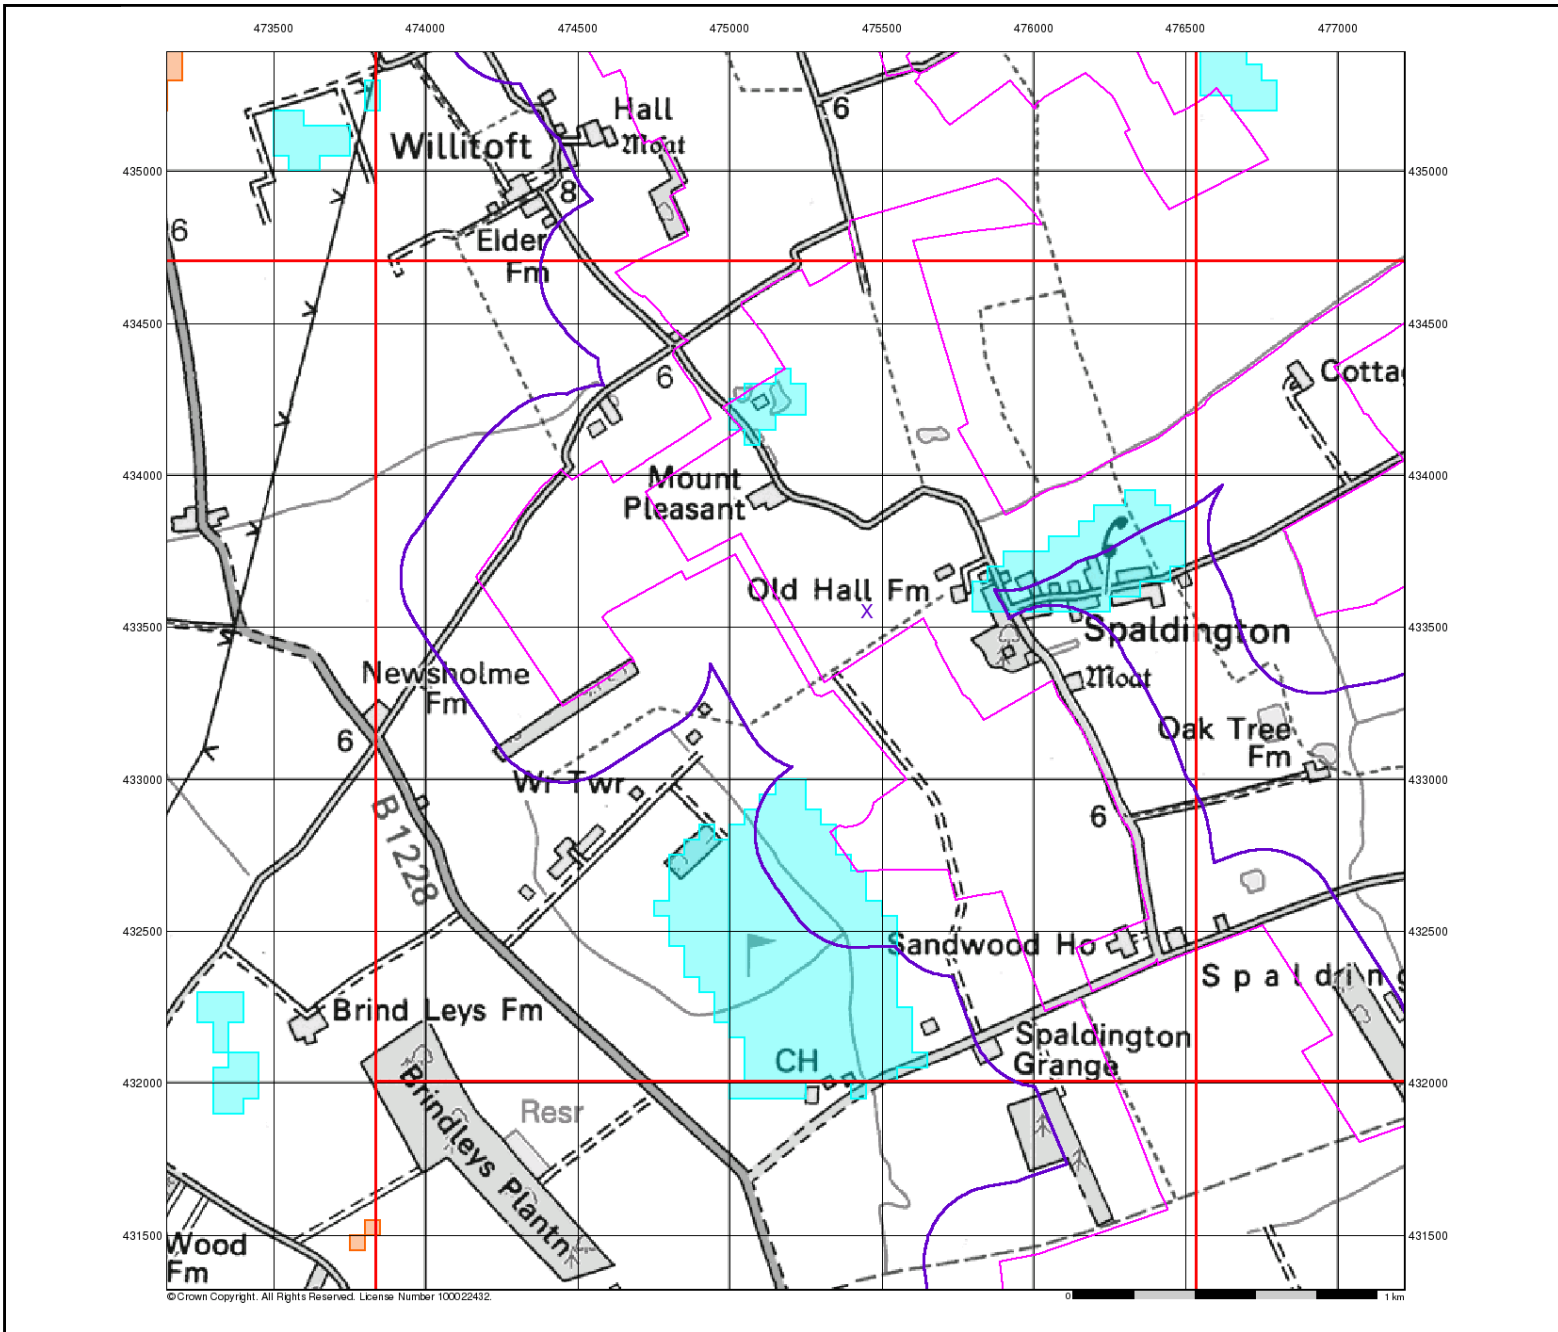 473500 474000 474500 475000 475500 476000 476500 477000
Hall
Moat
6
Willitoft
435000
435000
8
6
Elder
Fm
434500
434500
6
Cotta
434000
434000
Mount
Pleasant
Old Hall Fm
X
433500
433500
Spaldington
Newsholme
Fm
Moat
Oak Tree
Fm
6
433000
433000
Wr Twr
B 1228
6
432500
432500
Sandwood Ho
Spalding
Brind Leys Fm
Spaldington
Grange
CH
432000
432000
Brindleys Plantn
Resr
431500
431500
Wood
Fm
© Crown Copyright. All Rights Reserved. License Number 100022432.
0 1 km